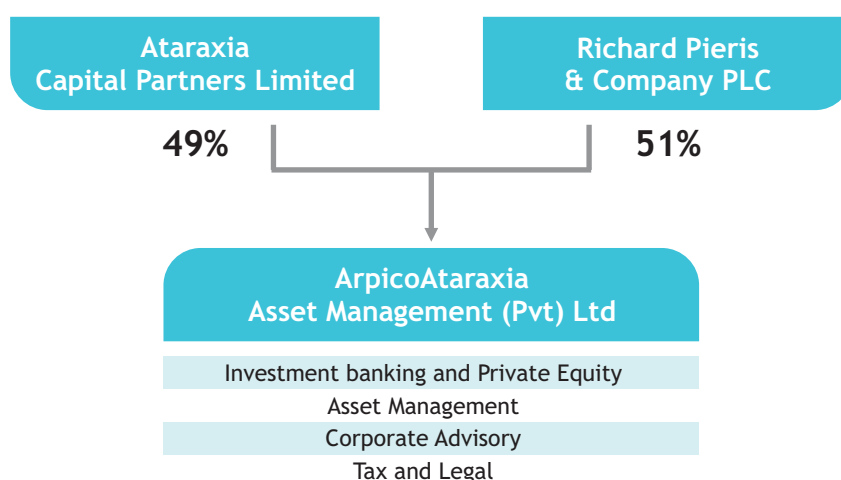 Ataraxia
Capital Partners Limited
Richard Pieris
& Company PLC
49%
51%
ArpicoAtaraxia
Asset Management (Pvt) Ltd
Investment banking and Private Equity
Asset Management
Corporate Advisory
Tax and Legal